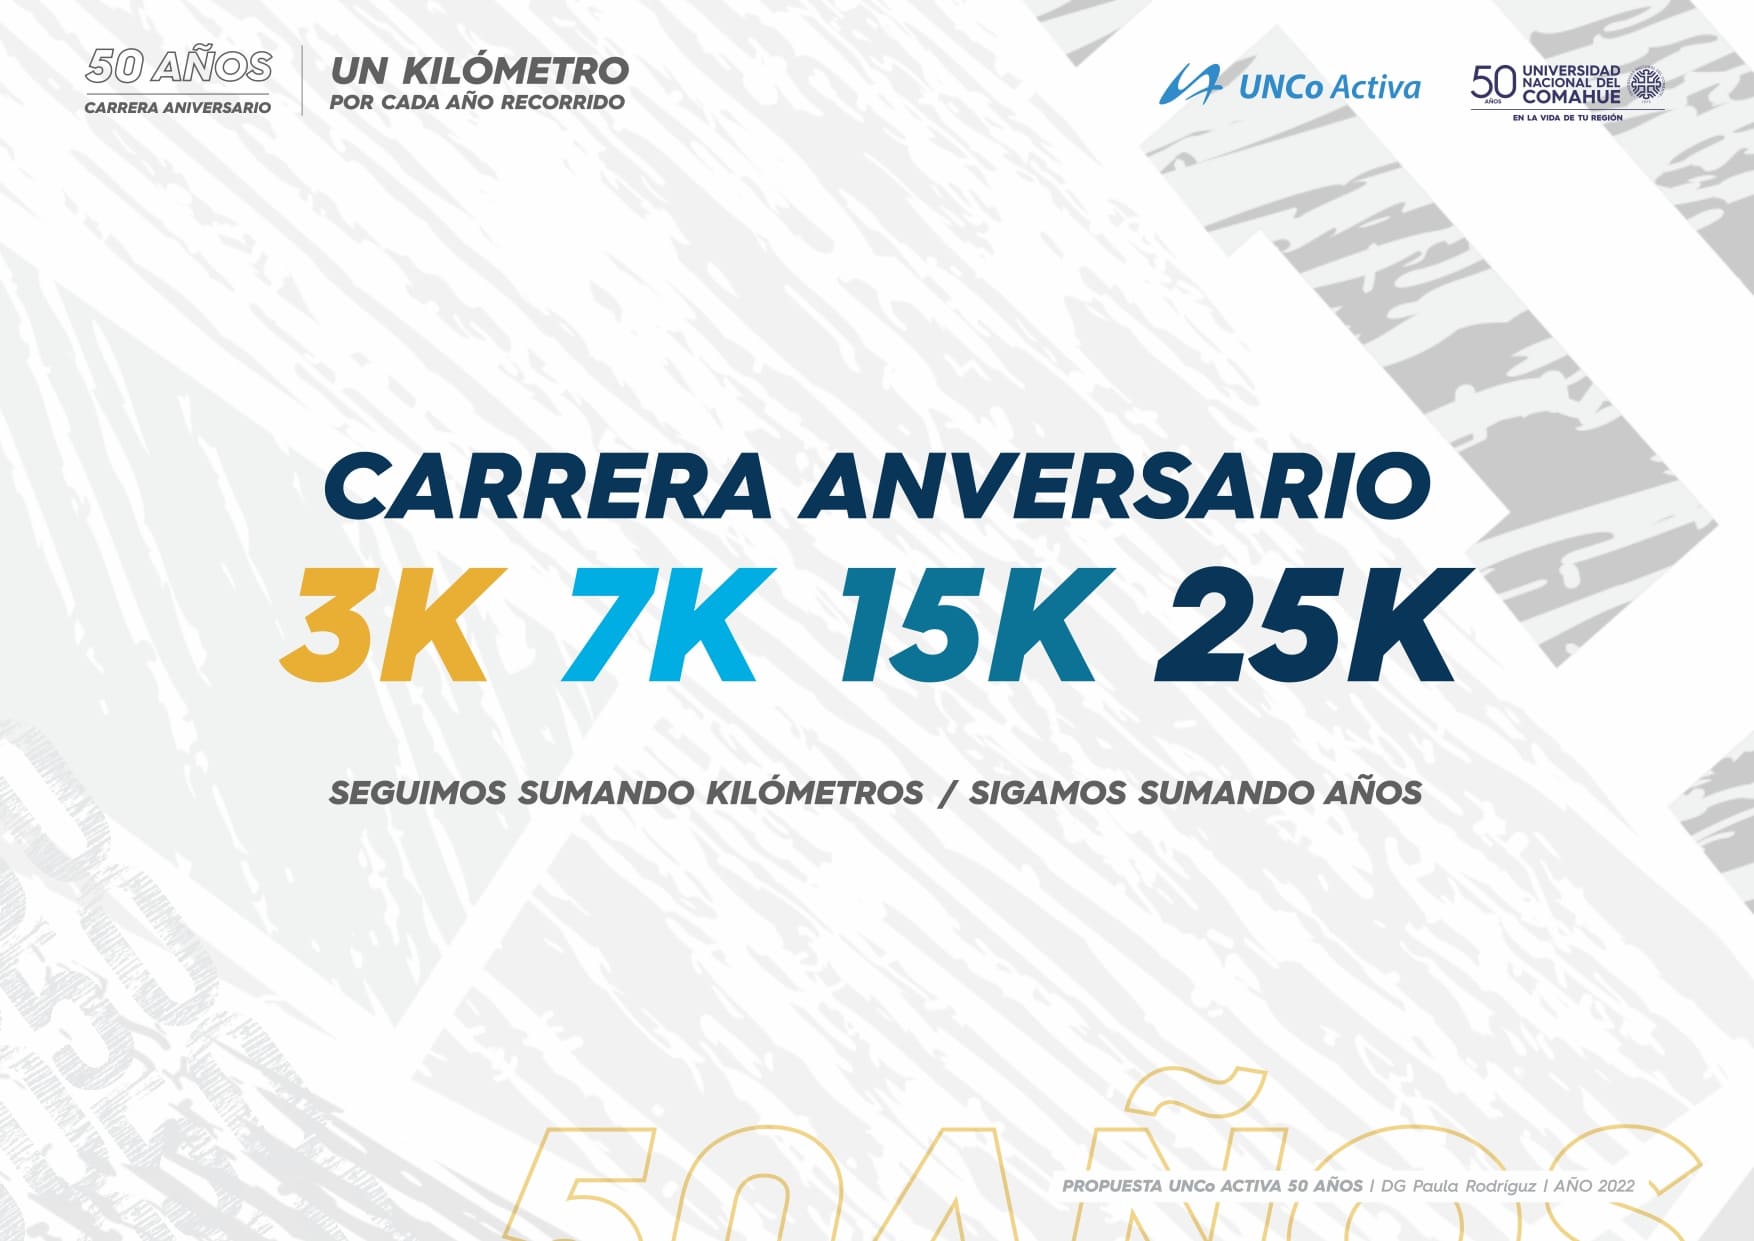 50 AÑOS
CARRERA ANIVERSARIO
UN KILÓMETRO
POR CADA AÑO RECORRIDO
UNCo Activa
50 AÑOS
UNIVERSIDAD
NACIONAL DEL
COMAHUE
EN LA VIDA DE TU REGIÓN
CARRERA ANVERSARIO
3K 7K 15K 25K
SEGUIMOS SUMANDO KILÓMETROS / SIGAMOS SUMANDO AÑOS
50 AÑOS
PROPUESTA UNCo ACTIVA 50 AÑOS | DG Paula Rodríguz | AÑO 2022